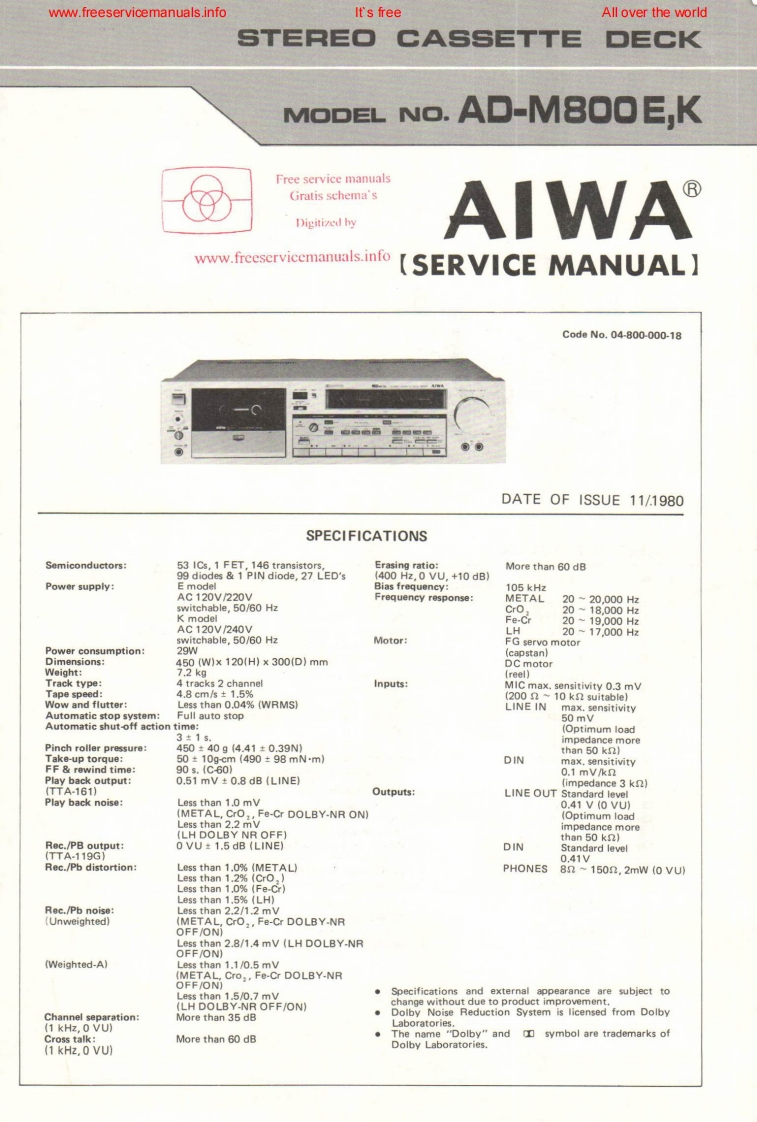 www.freeservicemanuals.info It`s free All over the world
STEREO CASSETTE DECK
MODEL NO. AD-M800E,K
Free service manuals
Gratis schema's
Digitized by
www.freeservicemanuals.info
AIWA®
【SERVICE MANUAL】
Code No. 04-800-000-18
AIWA
DATE OF ISSUE 11/.1980
SPECIFICATIONS
Semiconductors: 53 ICs, 1 FET, 146 transistors,
99 diodes & 1 PIN diode, 27 LED's
Power supply: E model
AC 120V/220V
switchable, 50/60 Hz
K model
AC 120V/240V
switchable, 50/60 Hz
Power consumption: 29W
Dimensions: 450 (W) x 120(H) x 300(D) mm
Weight: 7.2 kg
Track type: 4 tracks 2 channel
Tape speed: 4.8 cm/s ± 1.5%
Wow and flutter: Less than 0.04% (WRMS)
Automatic stop system: Full auto stop
Automatic shut-off action time:
3 ± 1 s.
Pinch roller pressure: 450 ± 40 g (4.41 ± 0.39N)
Take-up torque: 50 ± 10g-cm (490 ± 98 mN·m)
FF & rewind time: 90 s. (C-60)
Play back output: 0.51 mV ± 0.8 dB (LINE)
(TTA-161)
Play back noise: Less than 1.0 mV
(METAL, CrO₂, Fe-Cr DOLBY-NR ON)
Less than 2.2 mV
(LH DOLBY NR OFF)
Rec./PB output: 0 VU ± 1.5 dB (LINE)
(TTA-119G)
Rec./Pb distortion: Less than 1.0% (METAL)
Less than 1.2% (CrO₂)
Less than 1.0% (Fe-Cr)
Less than 1.5% (LH)
Rec./Pb noise: Less than 2.2/1.2 mV
(Unweighted) (METAL, CrO₂, Fe-Cr DOLBY-NR
OFF/ON)
Less than 2.8/1.4 mV (LH DOLBY-NR
OFF/ON)
(Weighted-A) Less than 1.1/0.5 mV
(METAL, Cro₂, Fe-Cr DOLBY-NR
OFF/ON)
Less than 1.5/0.7 mV
(LH DOLBY-NR OFF/ON)
Channel separation: More than 35 dB
(1 kHz, 0 VU)
Cross talk: More than 60 dB
(1 kHz, 0 VU)
Erasing ratio: More than 60 dB
(400 Hz, 0 VU, +10 dB)
Bias frequency: 105 kHz
Frequency response: METAL 20 ~ 20,000 Hz
CrO₂ 20 ~ 18,000 Hz
Fe-Cr 20 ~ 19,000 Hz
LH 20 ~ 17,000 Hz
Motor: FG servo motor
(capstan)
DC motor
(reel)
Inputs: MIC max. sensitivity 0.3 mV
(200 Ω ~ 10 kΩ suitable)
LINE IN max. sensitivity
50 mV
(Optimum load
impedance more
than 50 kΩ)
DIN max. sensitivity
0.1 mV/kΩ
(impedance 3 kΩ)
Outputs: LINE OUT Standard level
0.41 V (0 VU)
(Optimum load
impedance more
than 50 kΩ)
DIN Standard level
0.41V
PHONES 8Ω ~ 150Ω, 2mW (0 VU)
● Specifications and external appearance are subject to
change without due to product improvement.
● Dolby Noise Reduction System is licensed from Dolby
Laboratories.
● The name "Dolby" and symbol are trademarks of
Dolby Laboratories.